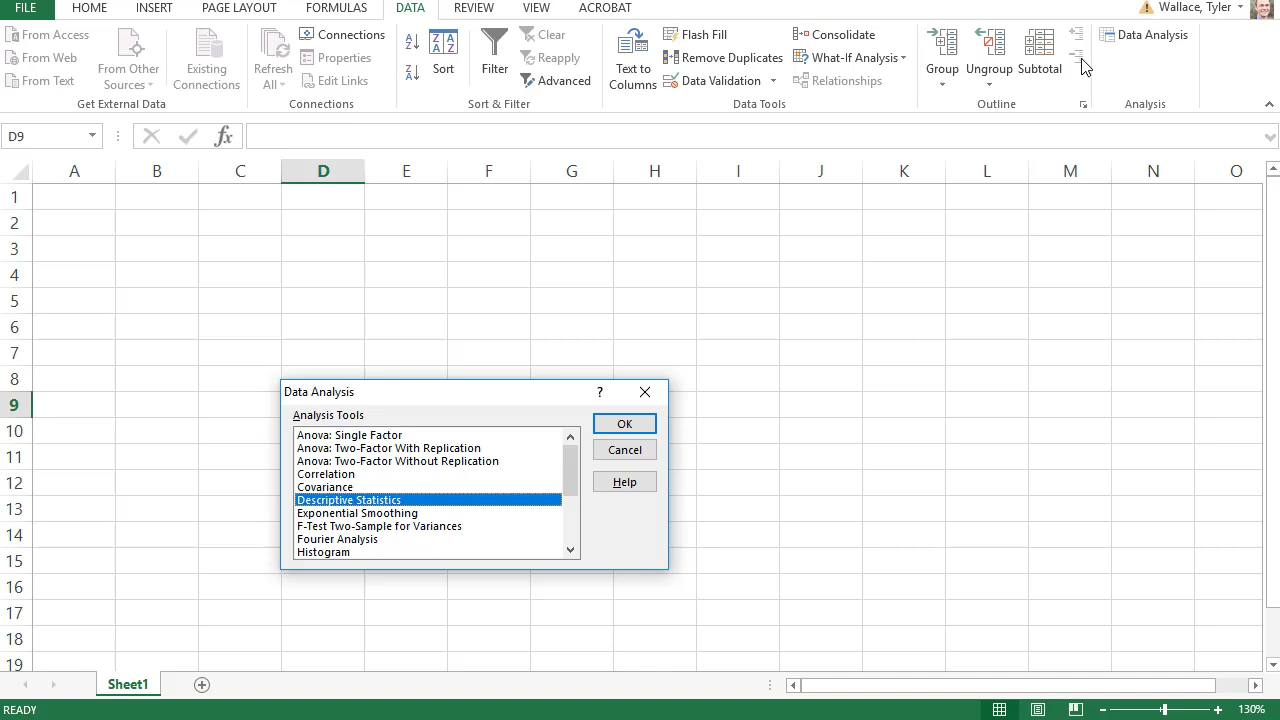 FILE HOME INSERT PAGE LAYOUT FORMULAS DATA REVIEW VIEW ACROBAT Wallace, Tyler
From Access
From Web
From Text
From Other
Sources
Existing
Connections
Get External Data
Refresh
All
Connections
Properties
Edit Links
Connections
Sort
Filter
Clear
Reapply
Advanced
Sort & Filter
Text to
Columns
Flash Fill
Remove Duplicates
Data Validation
Consolidate
What-If Analysis
Relationships
Data Tools
Group
Ungroup
Subtotal
Outline
Data Analysis
Analysis
D9 fx
A B C D E F G H I J K L M N O
1
2
3
4
5
6
7
8
9
10
11
12
13
14
15
16
17
18
19
Data Analysis ?
Analysis Tools
Anova: Single Factor
Anova: Two-Factor With Replication
Anova: Two-Factor Without Replication
Correlation
Covariance
Descriptive Statistics
Exponential Smoothing
F-Test Two-Sample for Variances
Fourier Analysis
Histogram
OK
Cancel
Help
Sheet1
READY 130%